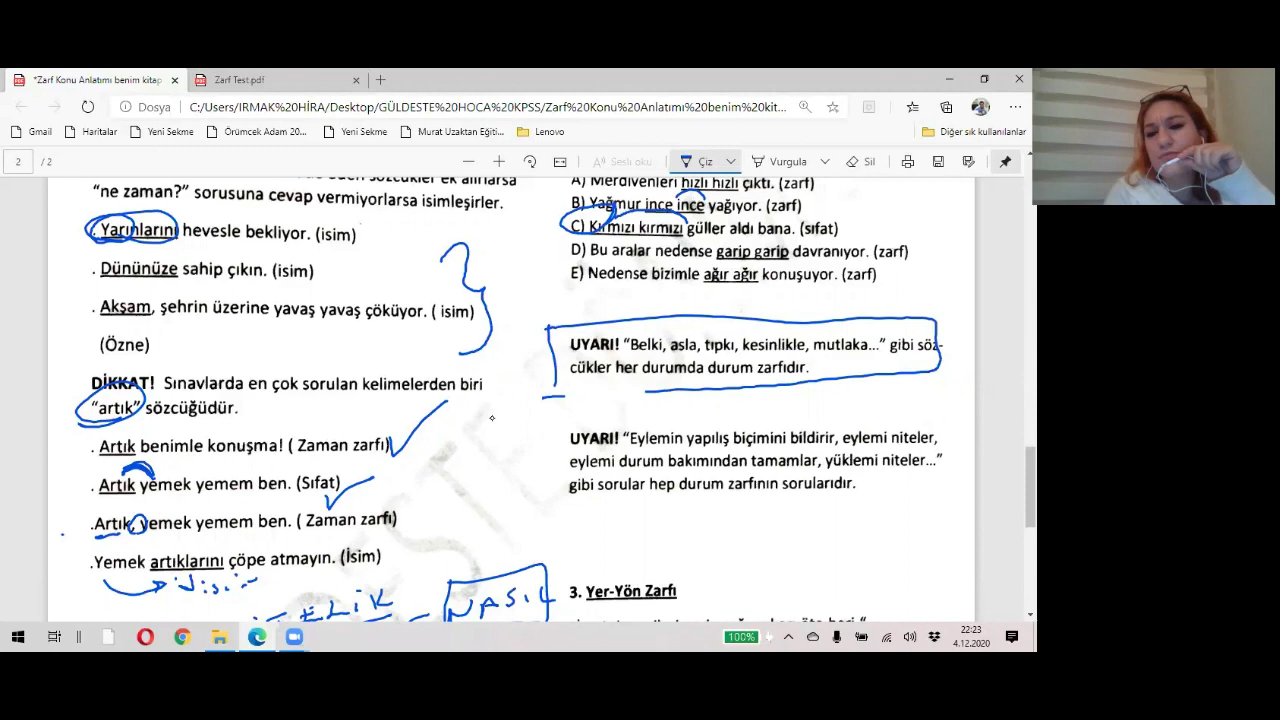 *Zarf Konu Anlatımı benim kitap
Zarf Test.pdf
Dosya
C:/Users/IRMAK%20HİRA/Desktop/GÜLDESTE%20HOCA%20KPSS/Zarf%20Konu%20Anlatımı%20benim%20kit...
Gmail
Haritalar
Yeni Sekme
Örümcek Adam 20...
Yeni Sekme
Murat Uzaktan Eğiti...
Lenovo
Diğer sık kullanılanlar
2 / 2
Sesli oku
Çiz
Vurgula
Sil
sözcükler ek alırlarsa
"ne zaman?" sorusuna cevap vermiyorlarsa isimleşirler.
. Yarınlarını hevesle bekliyor. (isim)
. Dününüze sahip çıkın. (isim)
. Akşam, şehrin üzerine yavaş yavaş çöküyor. ( isim)
(Özne)
DİKKAT! Sınavlarda en çok sorulan kelimelerden biri
"artık" sözcüğüdür.
. Artık benimle konuşma! ( Zaman zarfı)
. Artık yemek yemem ben. (Sıfat)
.Artık, yemek yemem ben. ( Zaman zarfı)
.Yemek artıklarını çöpe atmayın. (İsim)
NASIL
A) Merdivenleri hızlı hızlı çıktı. (zarf)
B) Yağmur ince ince yağıyor. (zarf)
C) Kırmızı kırmızı güller aldı bana. (sıfat)
D) Bu aralar nedense garip garip davranıyor. (zarf)
E) Nedense bizimle ağır ağır konuşuyor. (zarf)
UYARI! "Belki, asla, tıpkı, kesinlikle, mutlaka..." gibi söz-
cükler her durumda durum zarfıdır.
UYARI! "Eylemin yapılış biçimini bildirir, eylemi niteler,
eylemi durum bakımından tamamlar, yüklemi niteler..."
gibi sorular hep durum zarfının sorularıdır.
3. Yer-Yön Zarfı
100%
22:23
4.12.2020